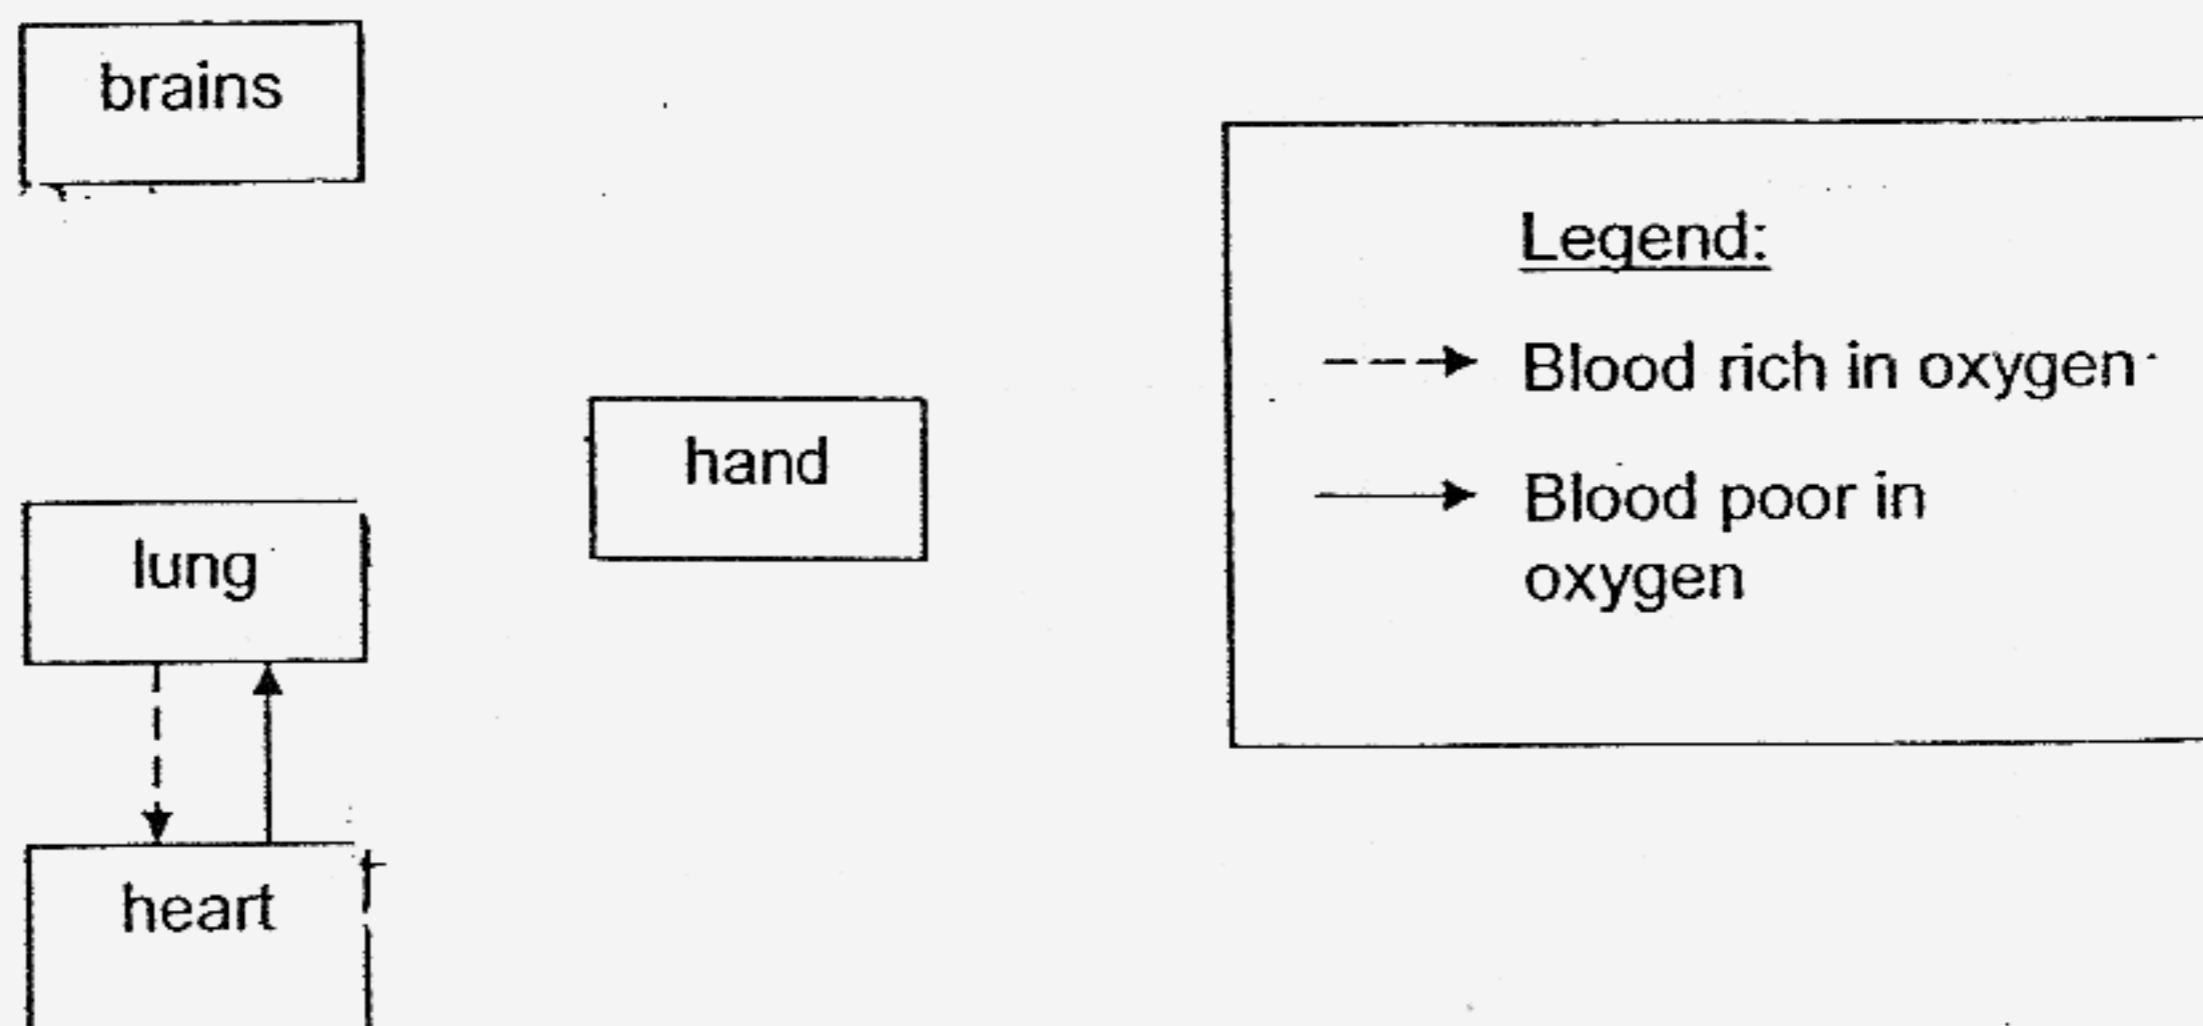 brains
Legend:
Blood rich in oxygen
hand
Blood poor in
oxygen
lung
heart